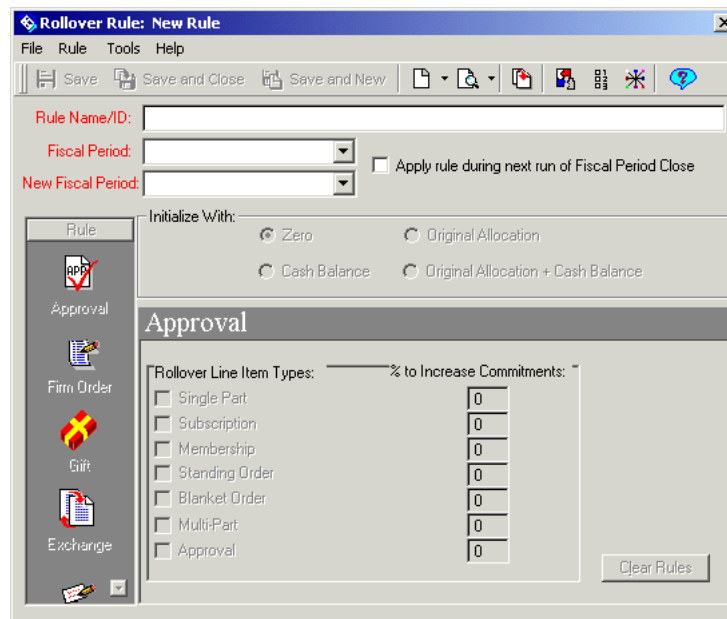 Rollover Rule: New Rule
File Rule Tools Help
Save Save and Close Save and New
Rule Name/ID:
Fiscal Period:
Apply rule during next run of Fiscal Period Close
New Fiscal Period:
Rule
Initialize With:
Zero Original Allocation
Cash Balance Original Allocation + Cash Balance
Approval
Firm Order
Gift
Exchange
Approval
Rollover Line Item Types: % to Increase Commitments:
Single Part 0
Subscription 0
Membership 0
Standing Order 0
Blanket Order 0
Multi-Part 0
Approval 0
Clear Rules